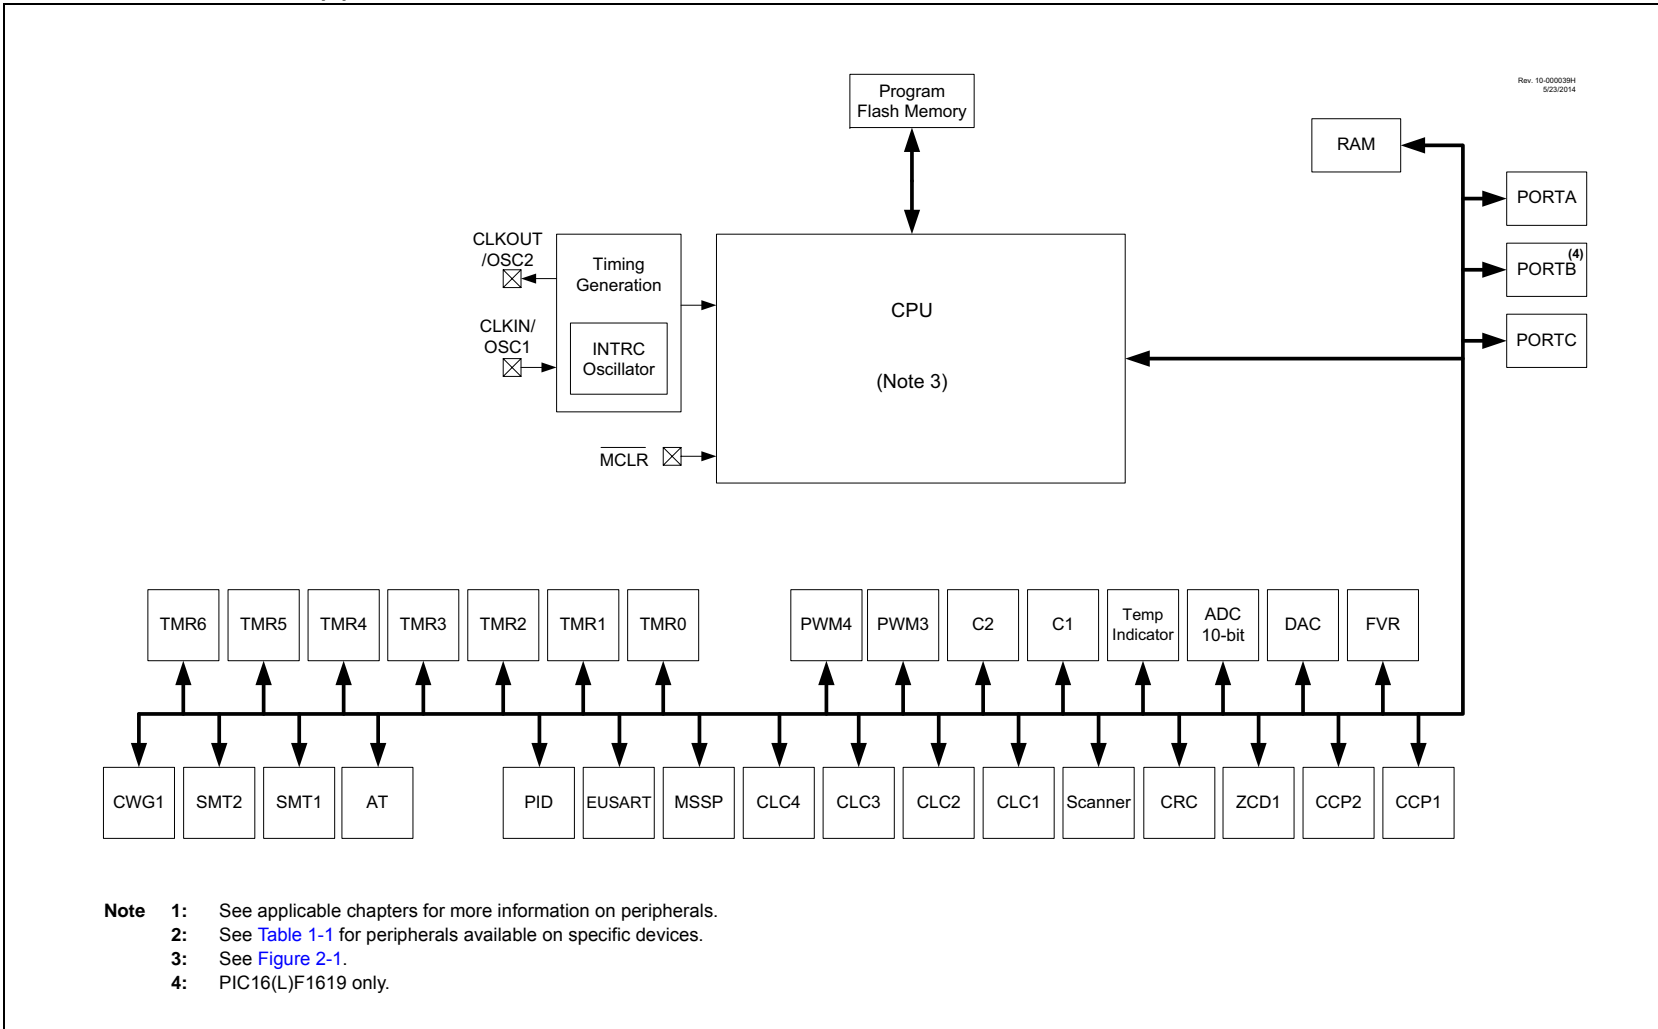 Rev. 10-000039H
5/23/2014
Program
Flash Memory
RAM
PORTA
PORTB(4)
PORTC
CLKOUT
/OSC2
Timing
Generation
CLKIN/
OSC1
INTRC
Oscillator
CPU
(Note 3)
MCLR
TMR6 TMR5 TMR4 TMR3 TMR2 TMR1 TMR0 PWM4 PWM3 C2 C1
Temp
Indicator
ADC
10-bit
DAC FVR
CWG1 SMT2 SMT1 AT PID EUSART MSSP CLC4 CLC3 CLC2 CLC1 Scanner CRC ZCD1 CCP2 CCP1
Note 1: See applicable chapters for more information on peripherals.
2: See Table 1-1 for peripherals available on specific devices.
3: See Figure 2-1.
4: PIC16(L)F1619 only.